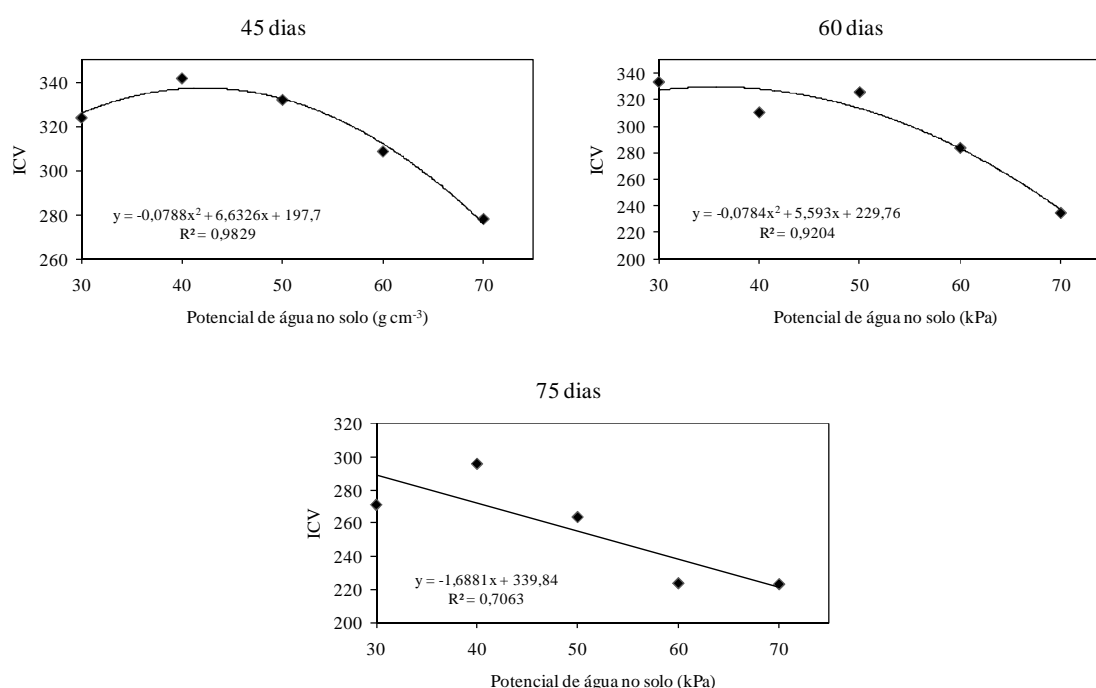 45 dias
ICV
340
320
300
280
260
y = -0,0788x² + 6,6326x + 197,7
R² = 0,9829
30 40 50 60 70
Potencial de água no solo (g cm⁻³)
60 dias
ICV
340
320
300
280
260
240
220
200
y = -0,0784x² + 5,593x + 229,76
R² = 0,9204
30 40 50 60 70
Potencial de água no solo (kPa)
75 dias
ICV
320
300
280
260
240
220
200
y = -1,6881x + 339,84
R² = 0,7063
30 40 50 60 70
Potencial de água no solo (kPa)